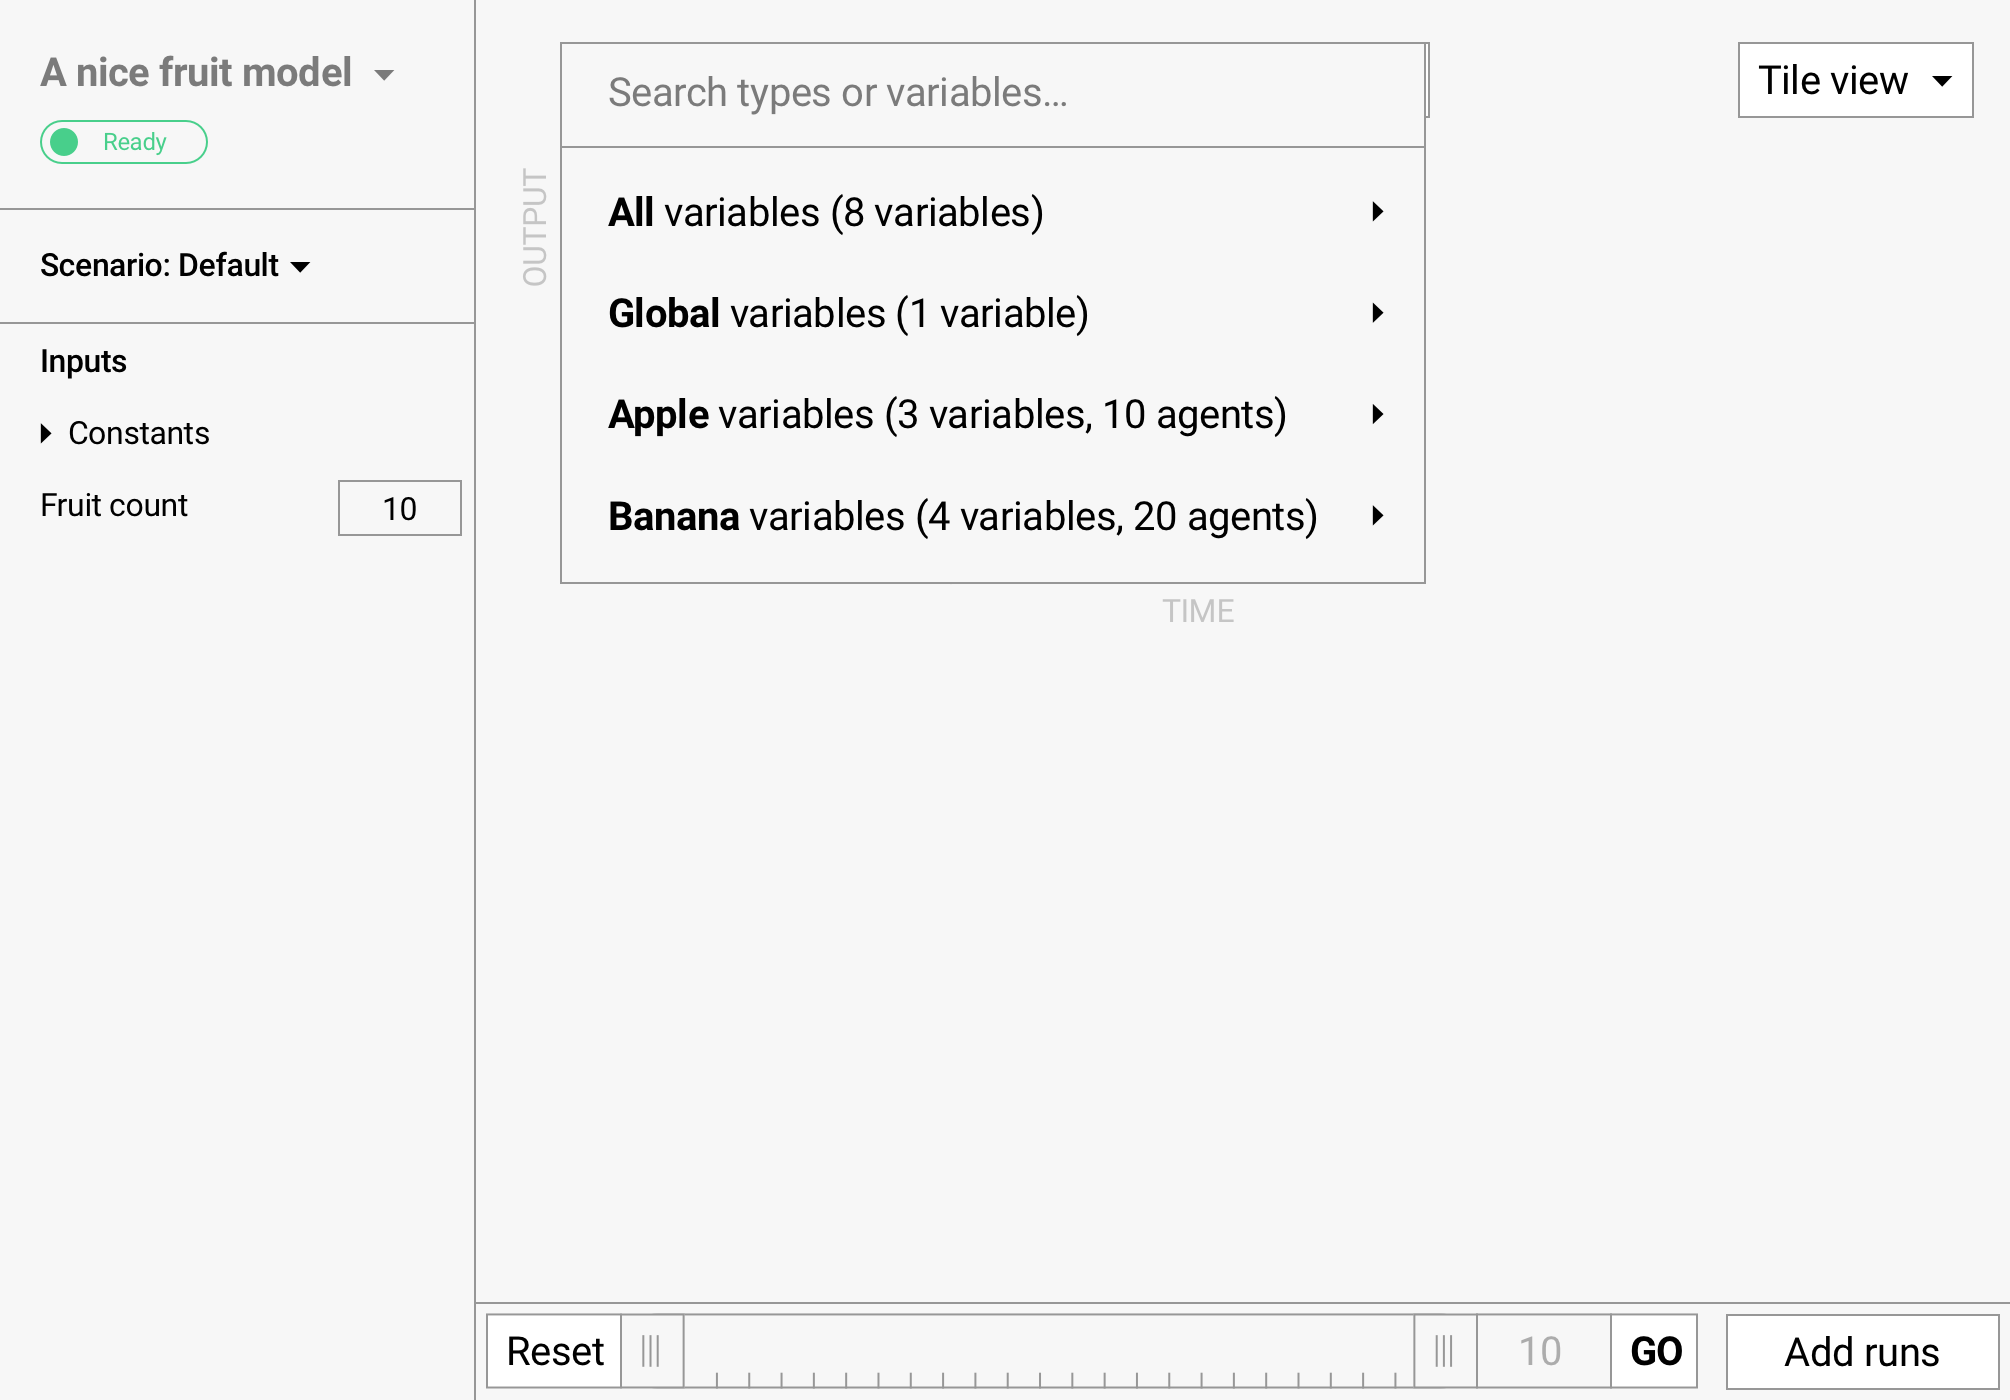 A nice fruit model
Ready
Scenario: Default
Inputs
Constants
Fruit count
10
Search types or variables...
Tile view
OUTPUT
All variables (8 variables)
Global variables (1 variable)
Apple variables (3 variables, 10 agents)
Banana variables (4 variables, 20 agents)
TIME
Reset
10
GO
Add runs